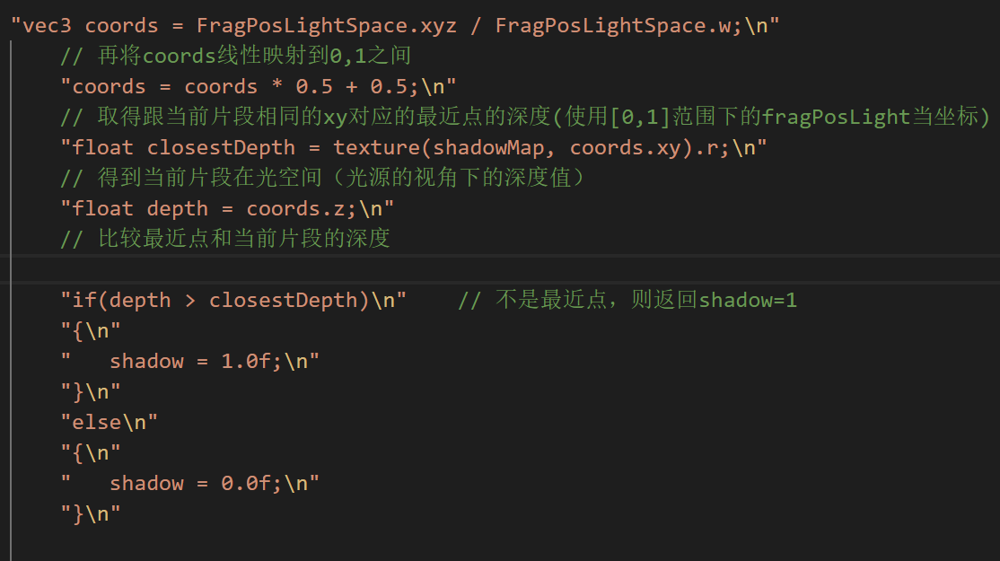 "vec3 coords = FragPosLightSpace.xyz / FragPosLightSpace.w;\n"
// 再将coords线性映射到0,1之间
"coords = coords * 0.5 + 0.5;\n"
// 取得跟当前片段相同的xy对应的最近点的深度(使用[0,1]范围下的fragPosLight当坐标)
"float closestDepth = texture(shadowMap, coords.xy).r;\n"
// 得到当前片段在光空间（光源的视角下的深度值）
"float depth = coords.z;\n"
// 比较最近点和当前片段的深度
"if(depth > closestDepth)\n"    // 不是最近点，则返回shadow=1
"{\n"
"   shadow = 1.0f;\n"
"}\n"
"else\n"
"{\n"
"   shadow = 0.0f;\n"
"}\n"